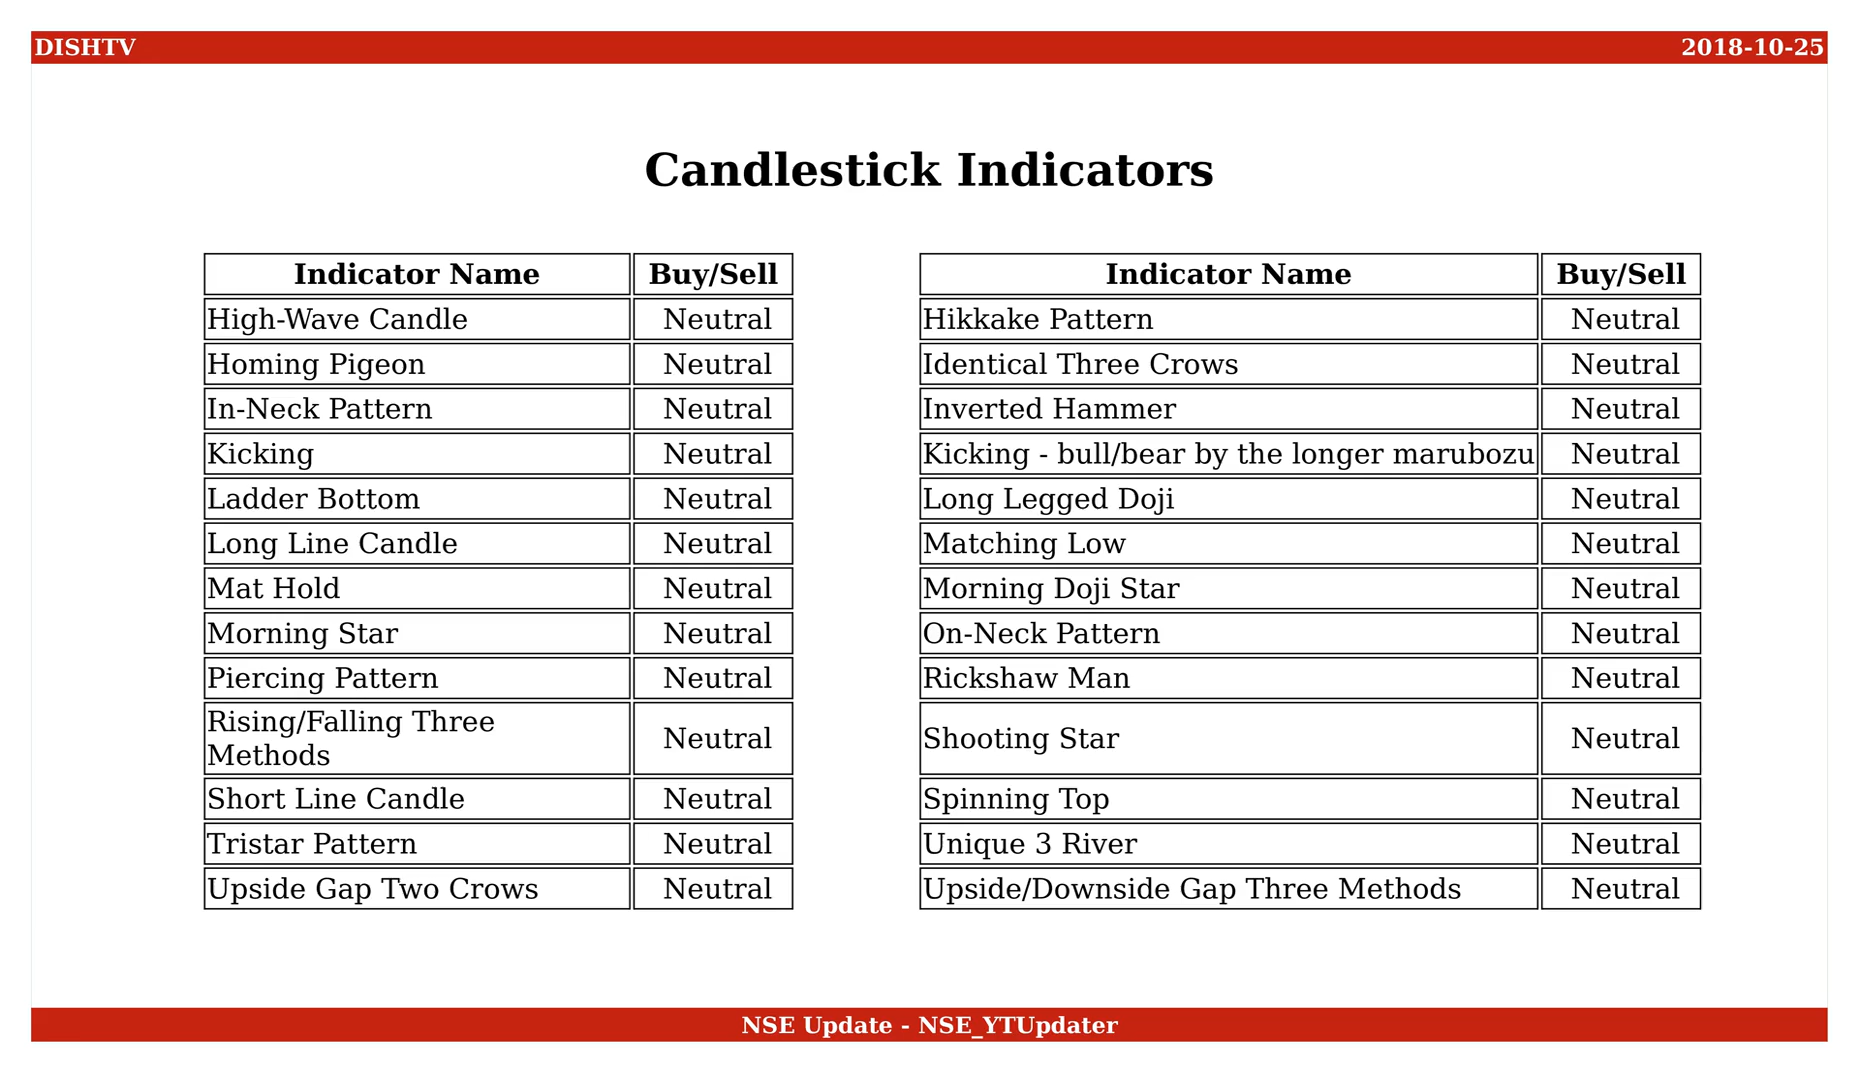 DISHTV 2018-10-25
Candlestick Indicators
Indicator Name Buy/Sell Indicator Name Buy/Sell
High-Wave Candle Neutral Hikkake Pattern Neutral
Homing Pigeon Neutral Identical Three Crows Neutral
In-Neck Pattern Neutral Inverted Hammer Neutral
Kicking Neutral Kicking - bull/bear by the longer marubozu Neutral
Ladder Bottom Neutral Long Legged Doji Neutral
Long Line Candle Neutral Matching Low Neutral
Mat Hold Neutral Morning Doji Star Neutral
Morning Star Neutral On-Neck Pattern Neutral
Piercing Pattern Neutral Rickshaw Man Neutral
Rising/Falling Three
Methods Neutral Shooting Star Neutral
Short Line Candle Neutral Spinning Top Neutral
Tristar Pattern Neutral Unique 3 River Neutral
Upside Gap Two Crows Neutral Upside/Downside Gap Three Methods Neutral
NSE Update - NSE_YTUpdater